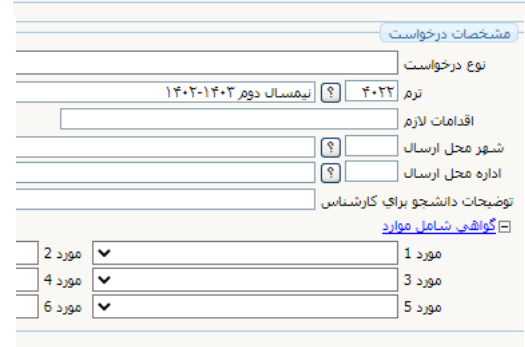 مشخصات درخواست
نوع درخواست
ترم ۴۰۲۲ ؟ نیمسال دوم ۱۴۰۳-۱۴۰۲
اقدامات لازم
شهر محل ارسال ؟
اداره محل ارسال ؟
توضیحات دانشجو براي کارشناس
گواهی شامل موارد
مورد 1 مورد 2
مورد 3 مورد 4
مورد 5 مورد 6